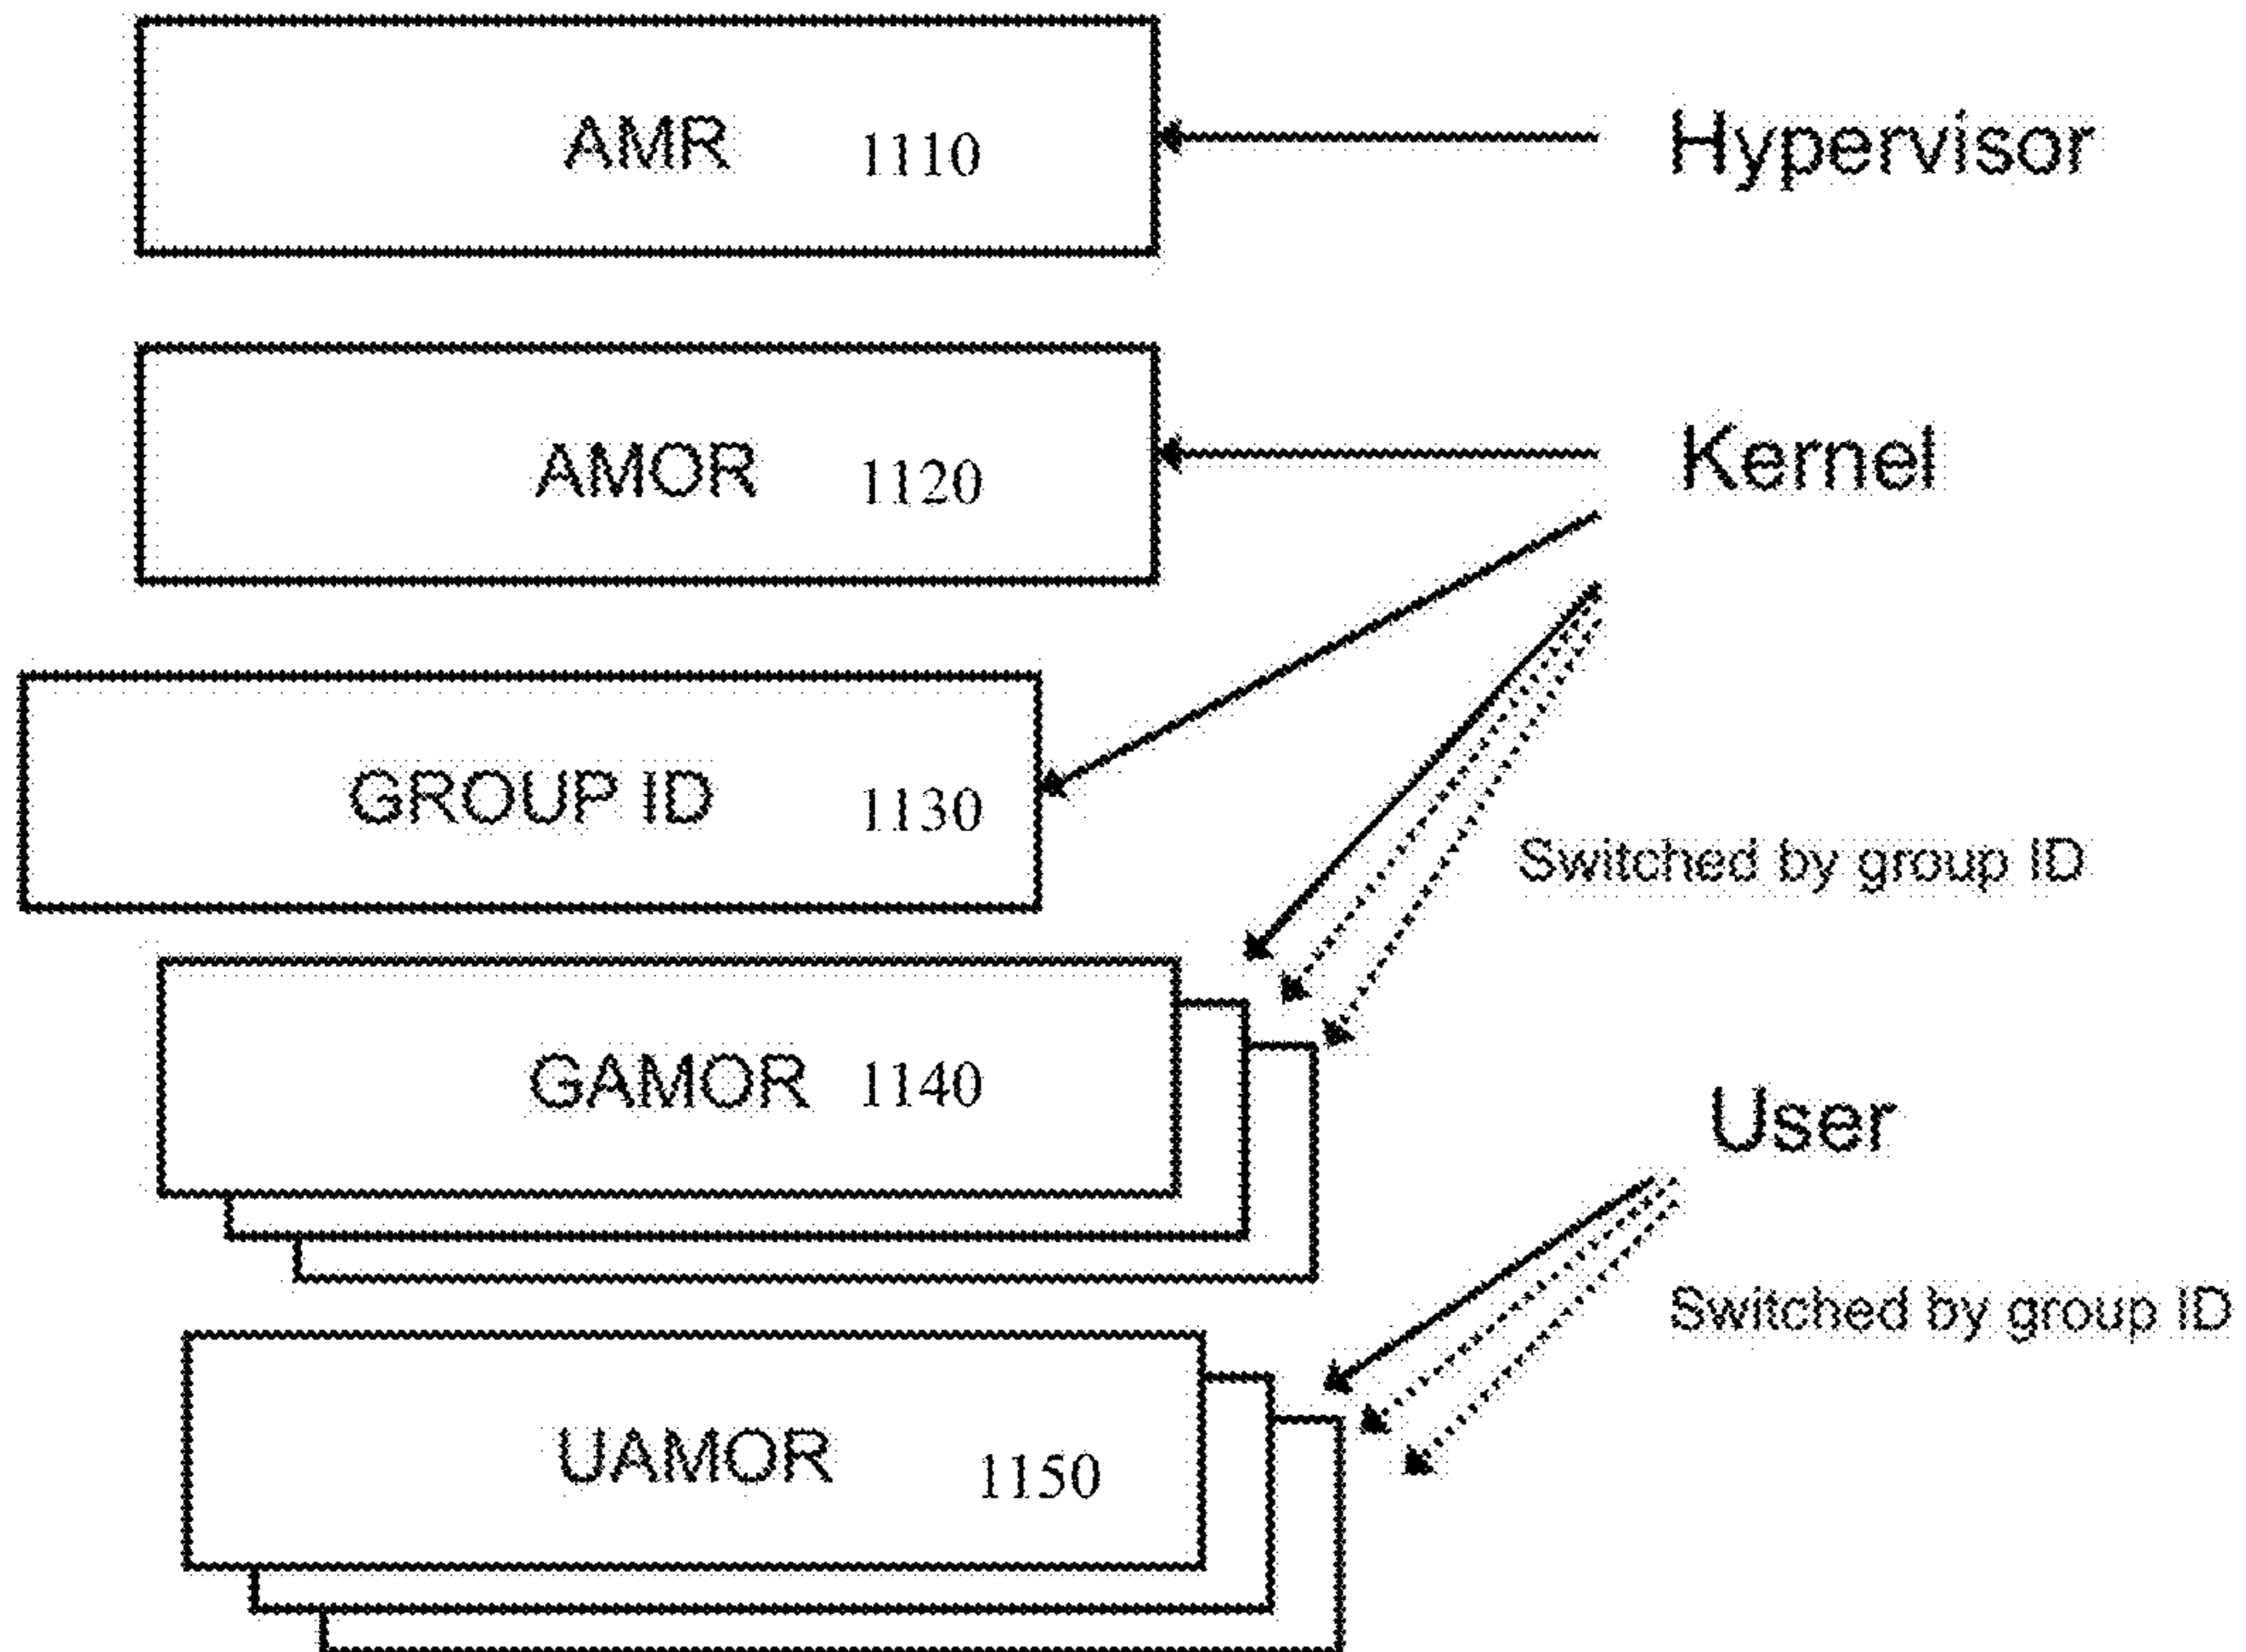 AMR 1110
Hypervisor
AMOR 1120
Kernel
GROUP ID 1130
Switched by group ID
GAMOR 1140
User
Switched by group ID
UAMOR 1150